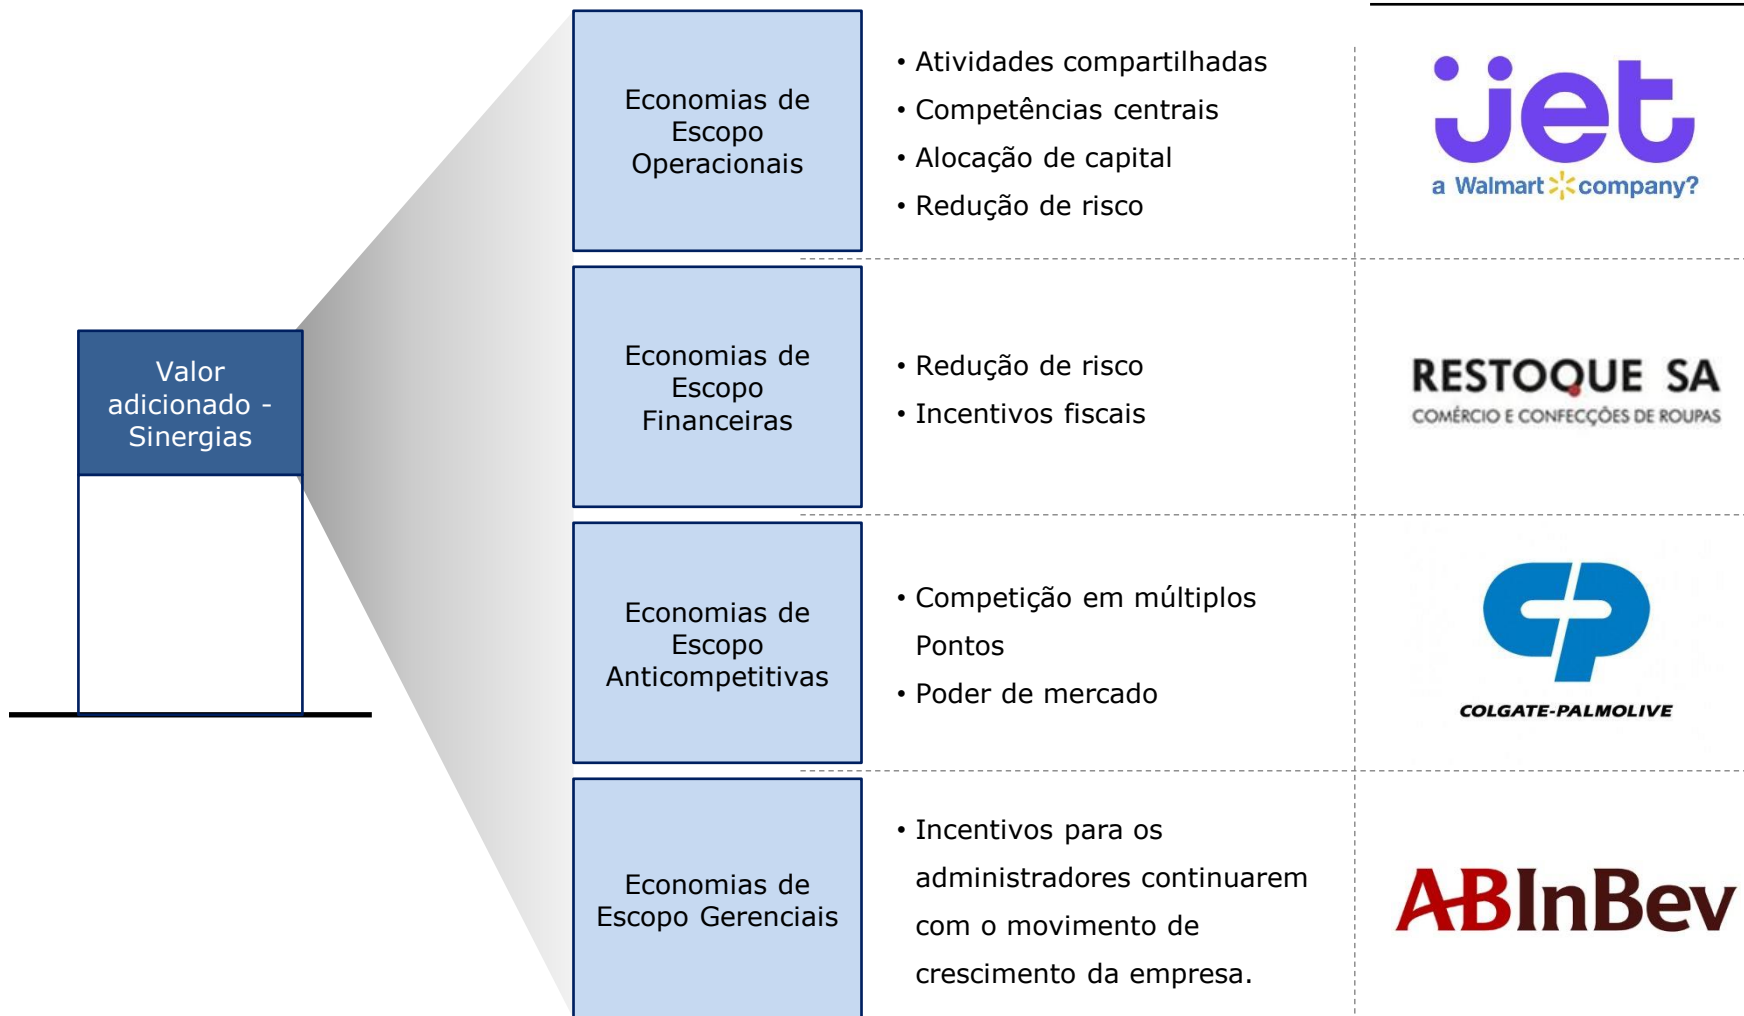 Valor
adicionado -
Sinergias
Economias de
Escopo
Operacionais
• Atividades compartilhadas
• Competências centrais
• Alocação de capital
• Redução de risco
jet
a Walmart company?
Economias de
Escopo
Financeiras
• Redução de risco
• Incentivos fiscais
RESTOQUE SA
COMÉRCIO E CONFECÇÕES DE ROUPAS
Economias de
Escopo
Anticompetitivas
• Competição em múltiplos
Pontos
• Poder de mercado
CP
COLGATE-PALMOLIVE
Economias de
Escopo Gerenciais
• Incentivos para os
administradores continuarem
com o movimento de
crescimento da empresa.
ABInBev